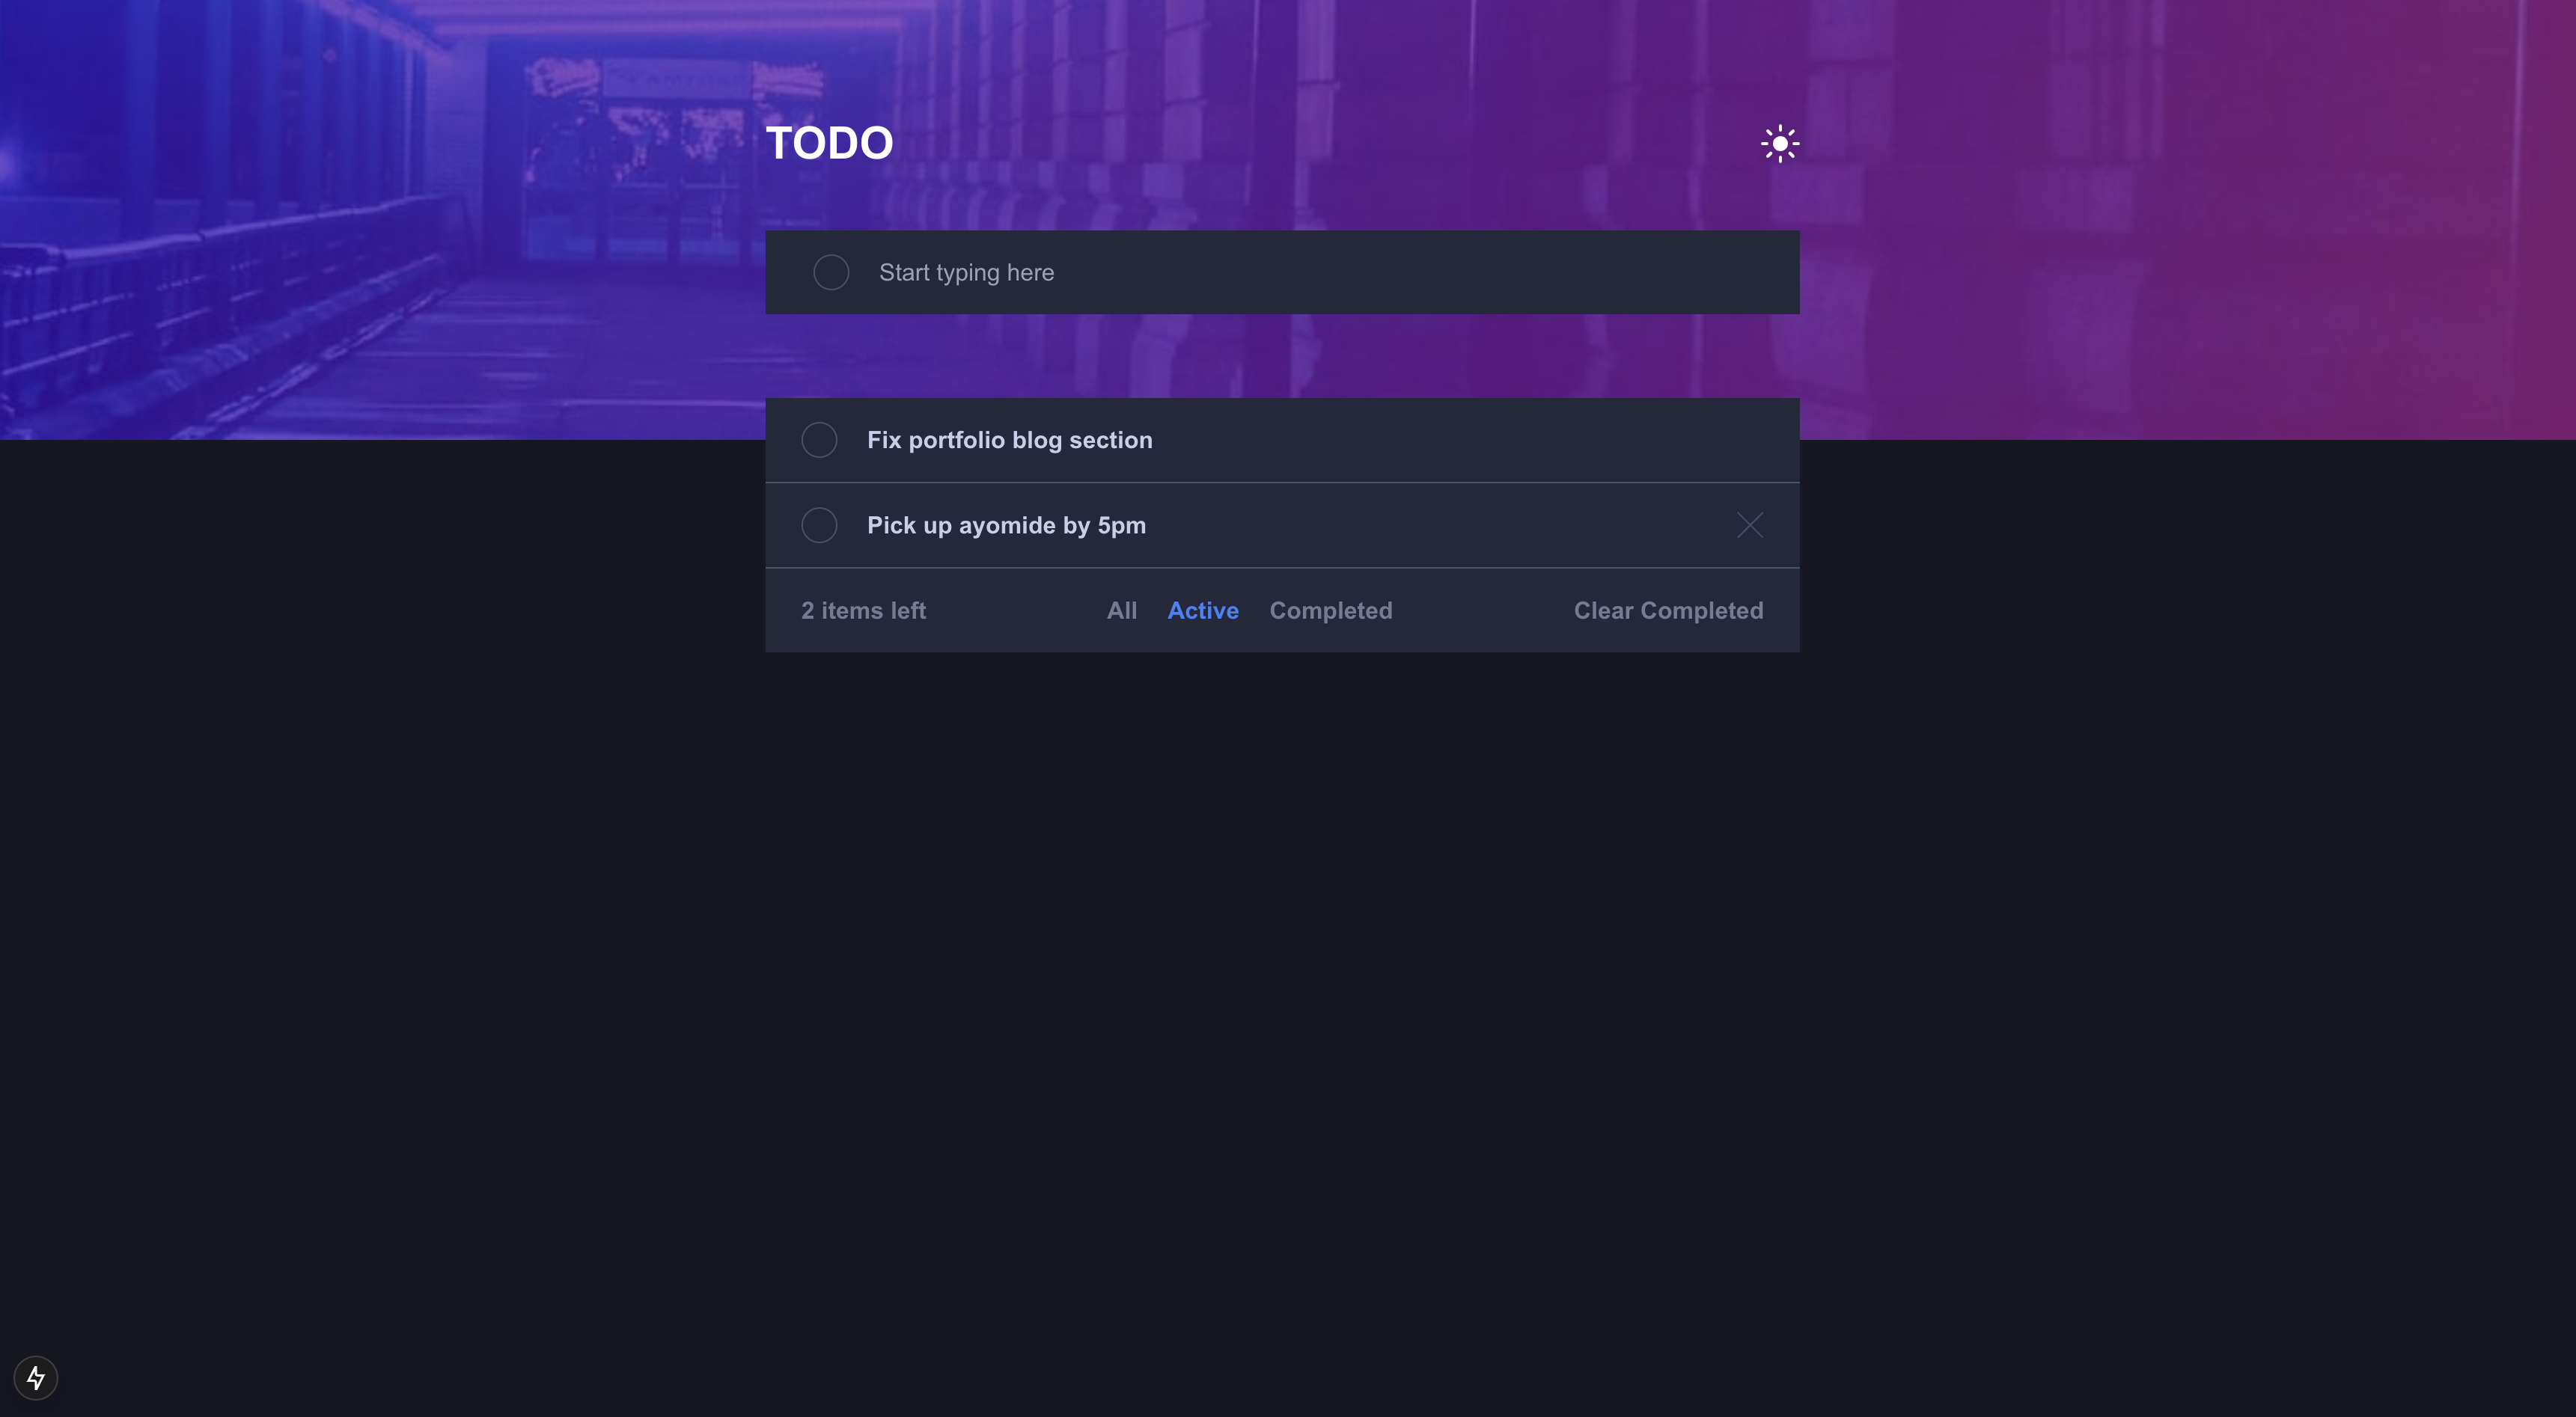 TODO
Start typing here
Fix portfolio blog section
Pick up ayomide by 5pm
2 items left All Active Completed Clear Completed